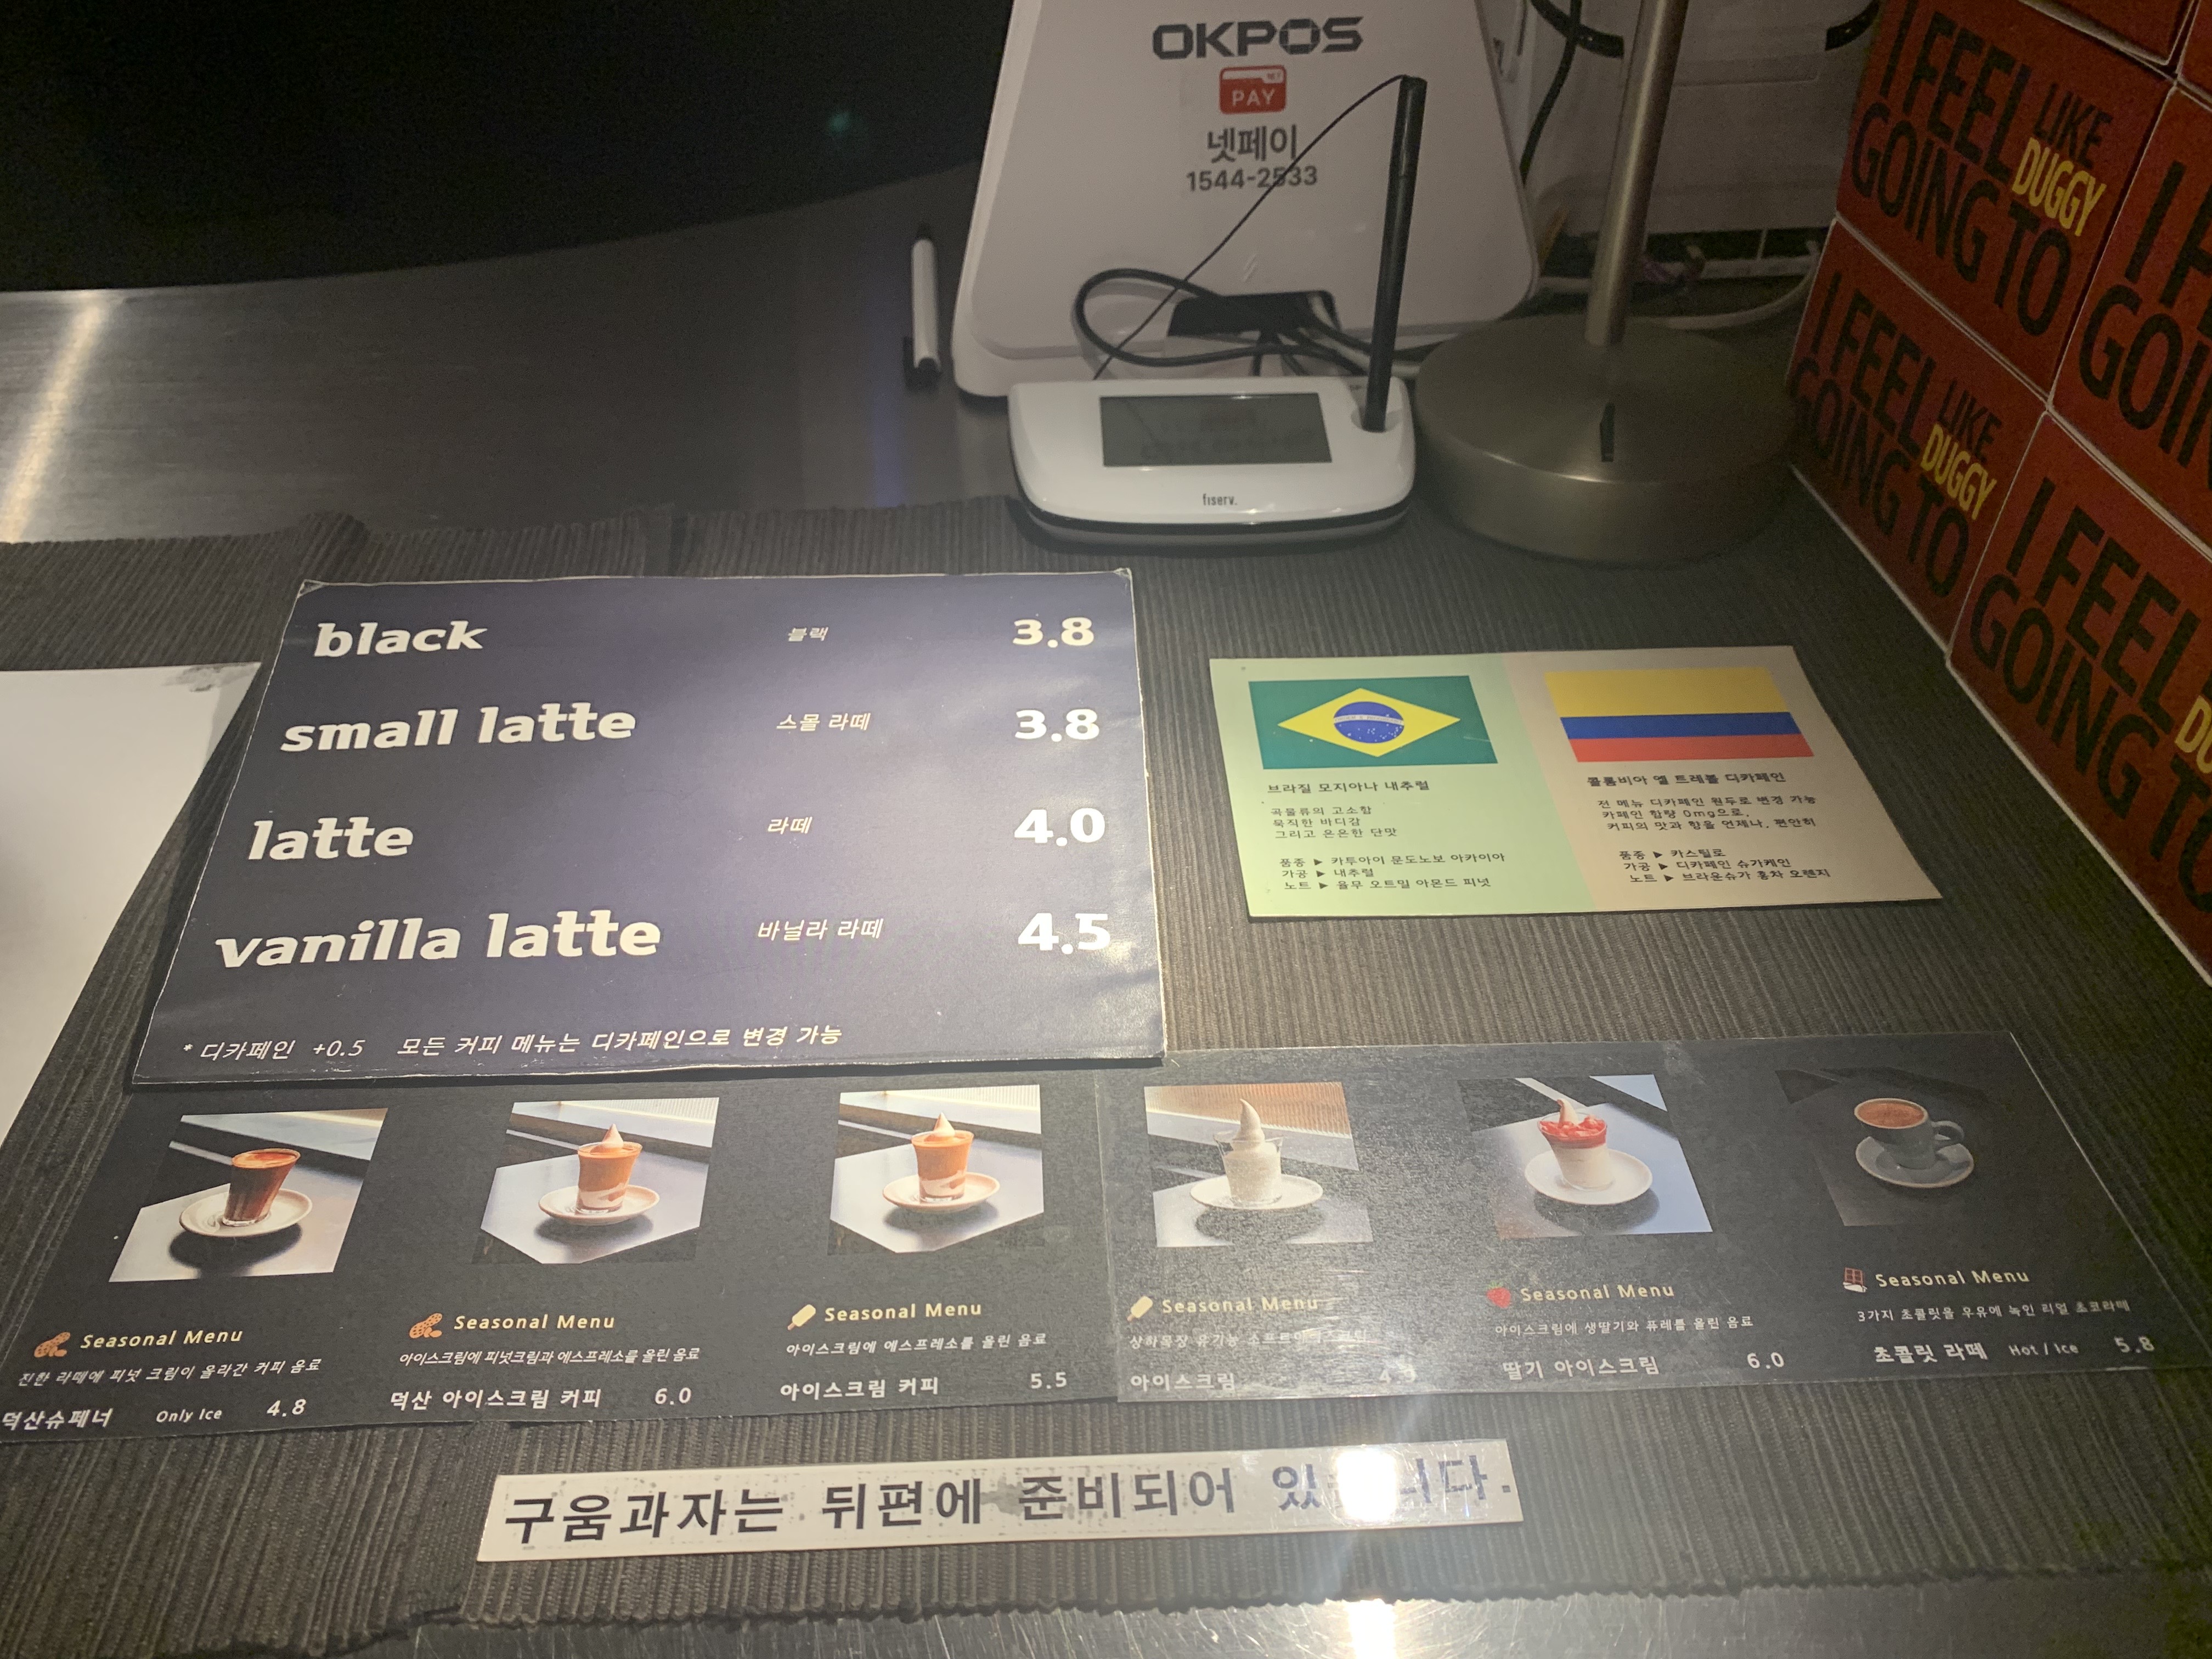 OKPOS
PAY
넷페이
1544-2533
fiserv.
I FEEL LIKE
GOING TO DUGGY
I FEEL LIKE
GOING TO DUGGY
I FEEL
GOING TO
black 블랙 3.8
small latte 스몰 라떼 3.8
latte 라떼 4.0
vanilla latte 바닐라 라떼 4.5
* 디카페인 +0.5 모든 커피 메뉴는 디카페인으로 변경 가능
브라질 모지아나 내추럴
곡물류의 고소함
묵직한 바디감
그리고 은은한 단맛
품종 ▶ 카투아이 문도노보 아카이아
가공 ▶ 내추럴
노트 ▶ 율무 오트밀 아몬드 피넛
콜롬비아 엘 트레볼 디카페인
전 메뉴 디카페인 원두로 변경 가능
카페인 함량 0mg으로,
커피의 맛과 향을 언제나, 편안히
품종 ▶ 카스틸로
가공 ▶ 디카페인 슈가케인
노트 ▶ 브라운슈가 홍차 오렌지
Seasonal Menu
진한 라떼에 피넛 크림이 올라간 커피 음료
덕산슈페너 Only Ice 4.8
Seasonal Menu
아이스크림에 피넛크림과 에스프레소를 올린 음료
덕산 아이스크림 커피 6.0
Seasonal Menu
아이스크림에 에스프레소를 올린 음료
아이스크림 커피 5.5
Seasonal Menu
상하목장 유기농
아이스크림
Seasonal Menu
아이스크림에 생딸기와 퓨레를 올린 음료
딸기 아이스크림 6.0
Seasonal Menu
3가지 초콜릿을 우유에 녹인 리얼 초코라떼
초콜릿 라떼 Hot / Ice 5.8
구움과자는 뒤편에 준비되어